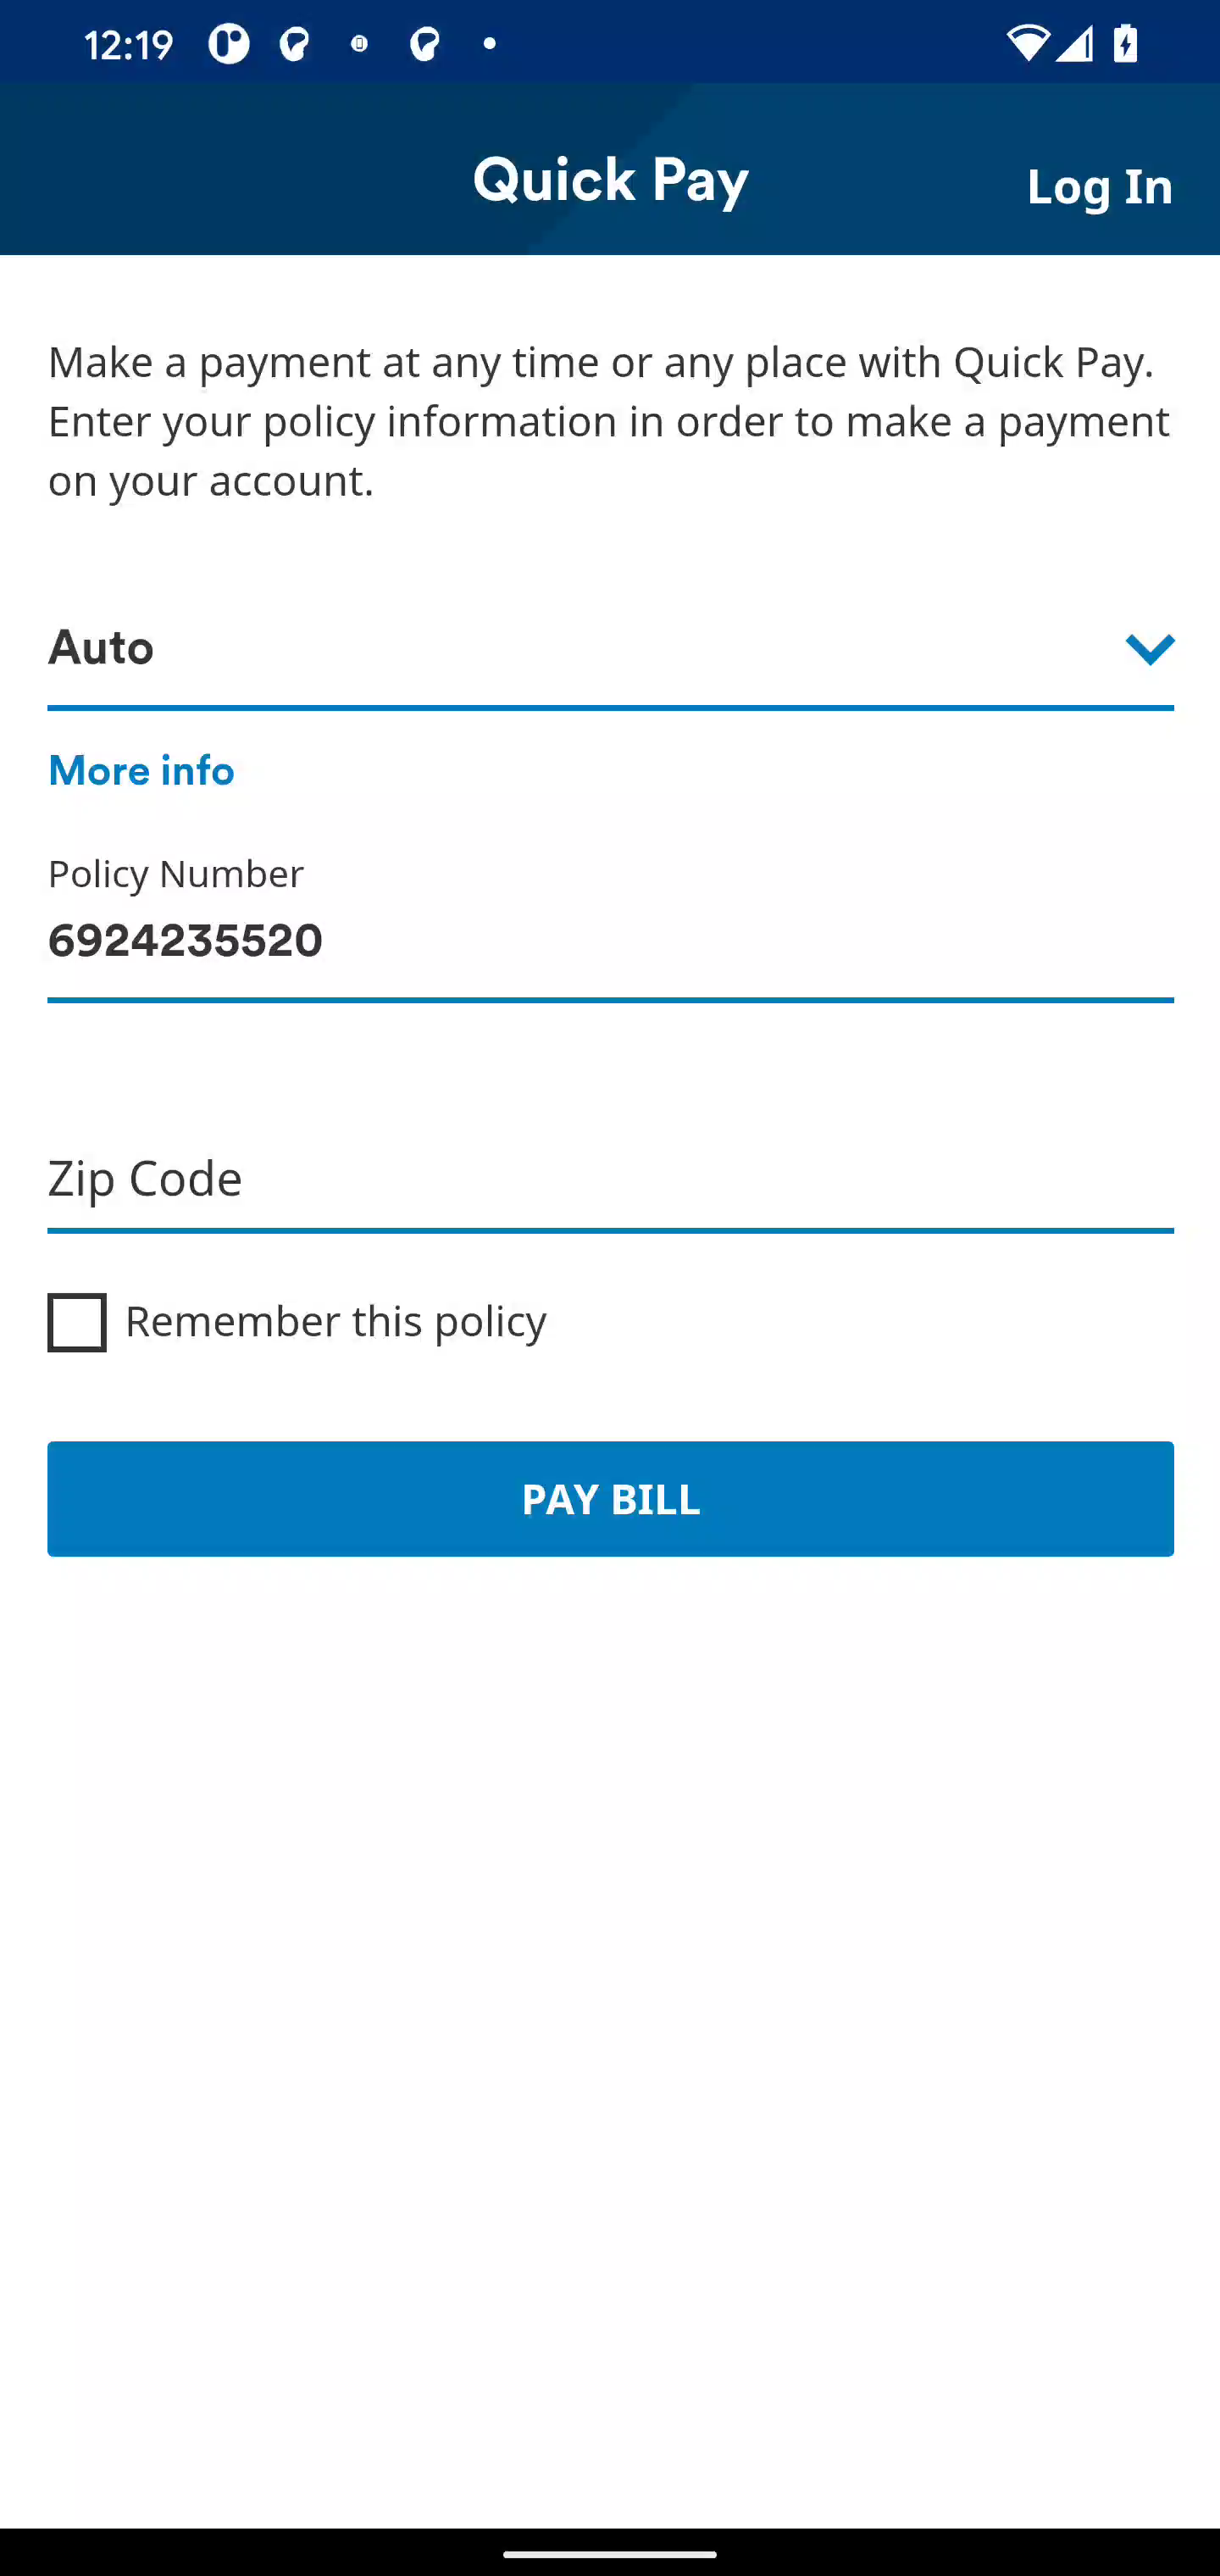 12:19
Quick Pay
Log In
Make a payment at any time or any place with Quick Pay.
Enter your policy information in order to make a payment
on your account.
Auto
More info
Policy Number
6924235520
Zip Code
Remember this policy
PAY BILL